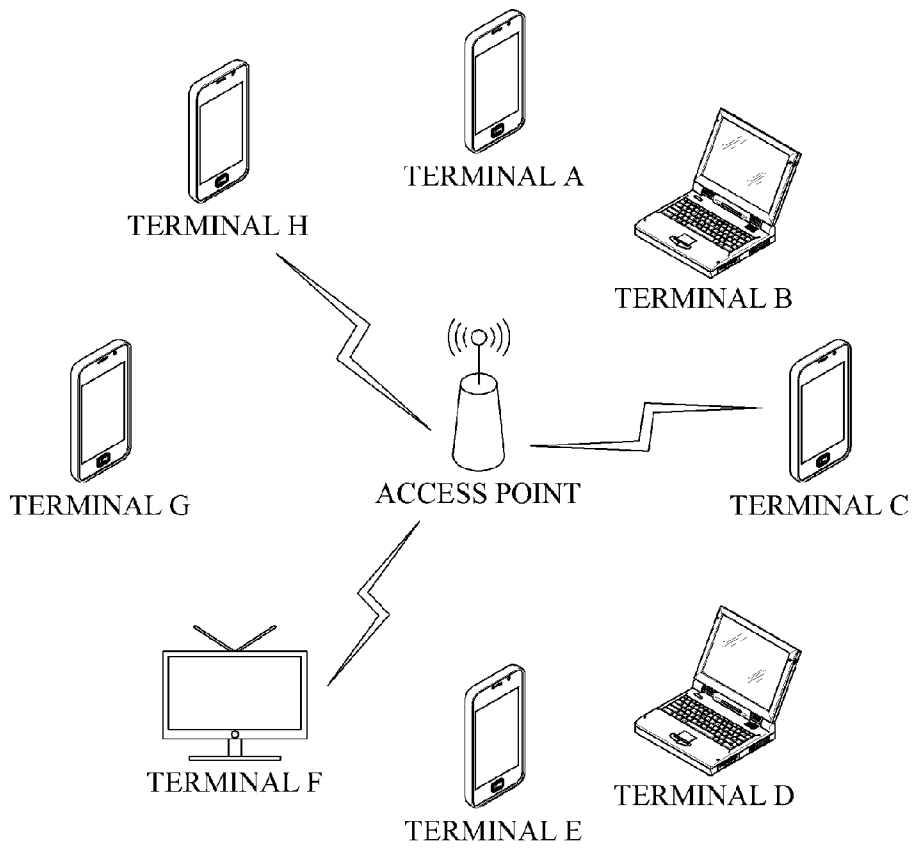 TERMINAL A
TERMINAL H
TERMINAL B
ACCESS POINT
TERMINAL G
TERMINAL C
TERMINAL F
TERMINAL D
TERMINAL E